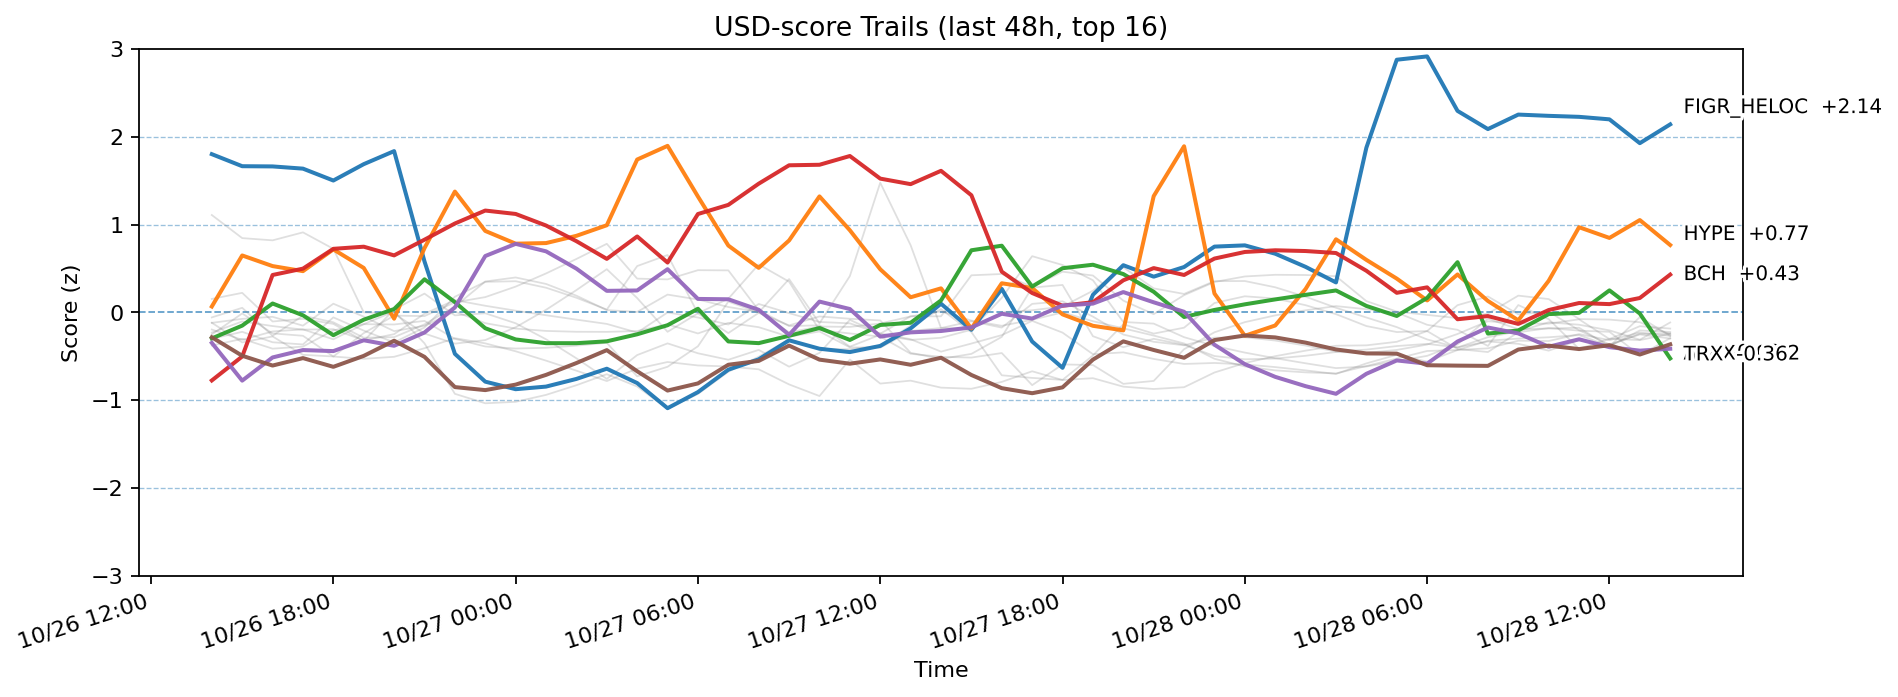 USD-score Trails (last 48h, top 16)
Score (z)
3
2
1
0
−1
−2
−3
FIGR_HELOC +2.14
HYPE +0.77
BCH +0.43
10/26 12:00
10/26 18:00
10/27 00:00
10/27 06:00
10/27 12:00
10/27 18:00
10/28 00:00
10/28 06:00
10/28 12:00
Time